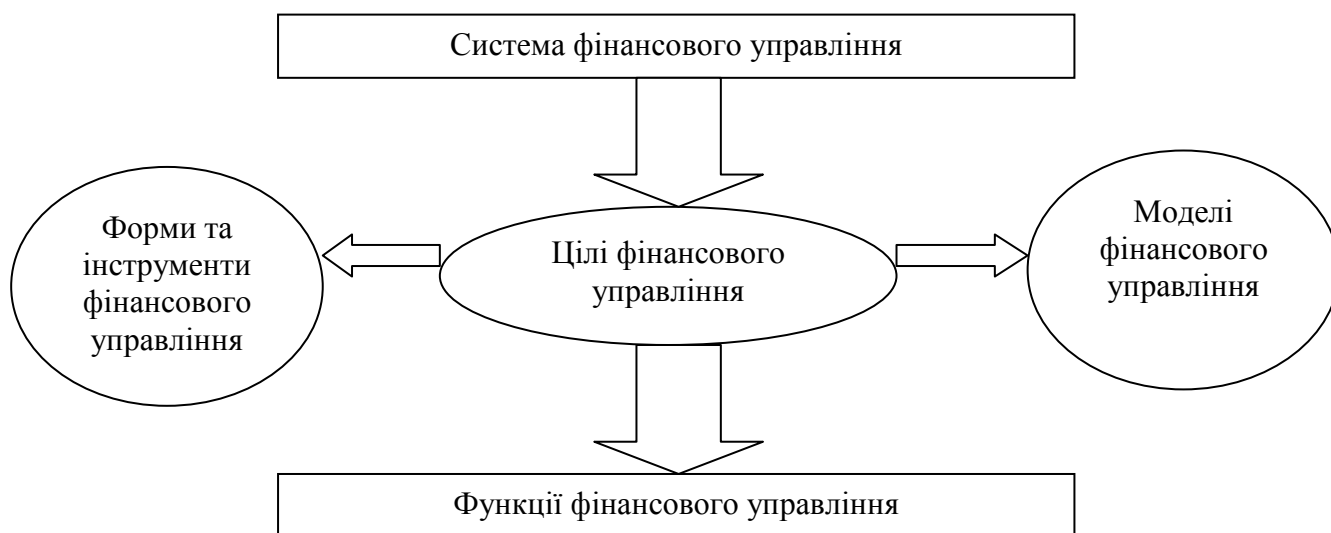 Система фінансового управління
Форми та
інструменти
фінансового
управління
Цілі фінансового
управління
Моделі
фінансового
управління
Функції фінансового управління